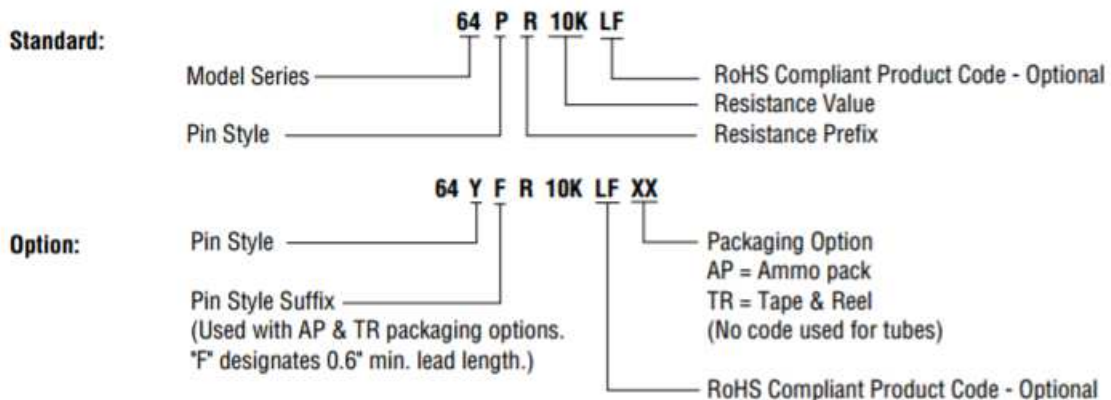 Standard:
64 P R 10K LF
Model Series
RoHS Compliant Product Code - Optional
Resistance Value
Pin Style
Resistance Prefix
Option:
64 Y F R 10K LF XX
Pin Style
Packaging Option
AP = Ammo pack
TR = Tape & Reel
(No code used for tubes)
Pin Style Suffix
(Used with AP & TR packaging options.
"F" designates 0.6" min. lead length.)
RoHS Compliant Product Code - Optional